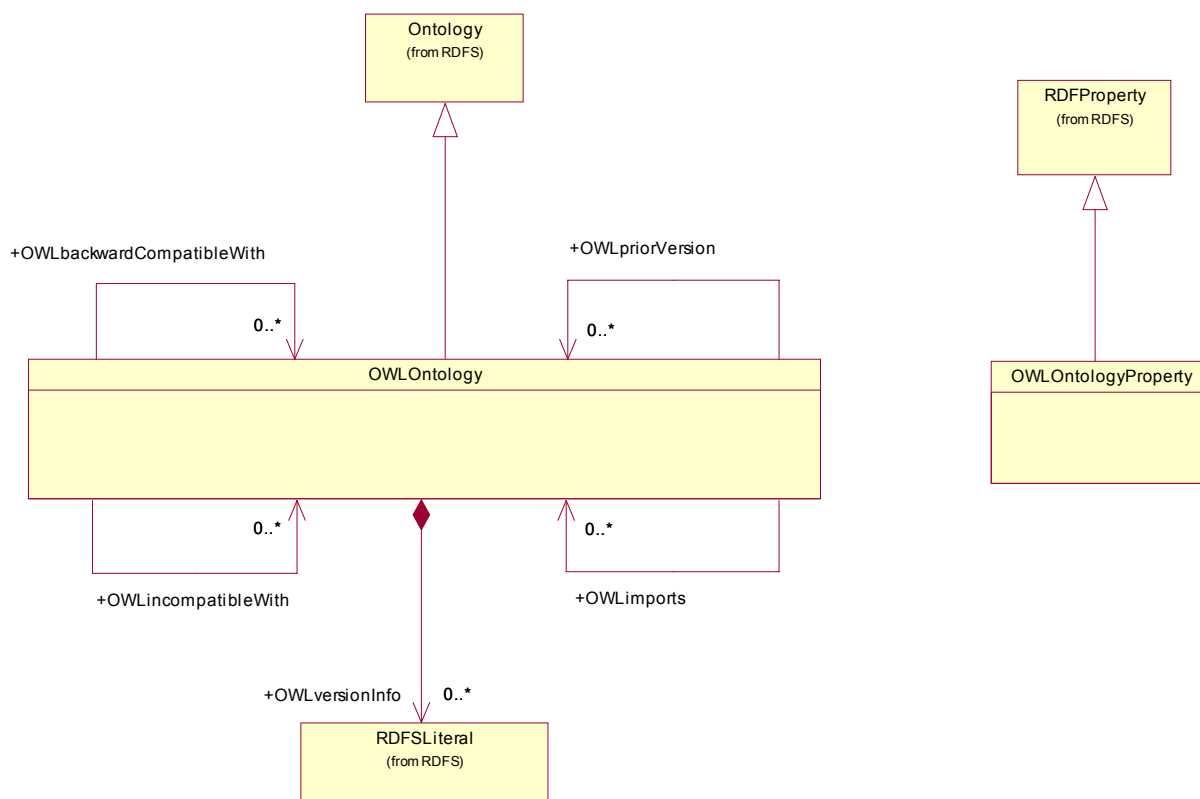 Ontology
(from RDFS)
RDFProperty
(from RDFS)
+OWLbackwardCompatibleWith
+OWLpriorVersion
0..*
0..*
OWLOntology
OWLOntologyProperty
0..*
0..*
+OWLincompatibleWith
+OWLimports
+OWLversionInfo
0..*
RDFSLiteral
(from RDFS)